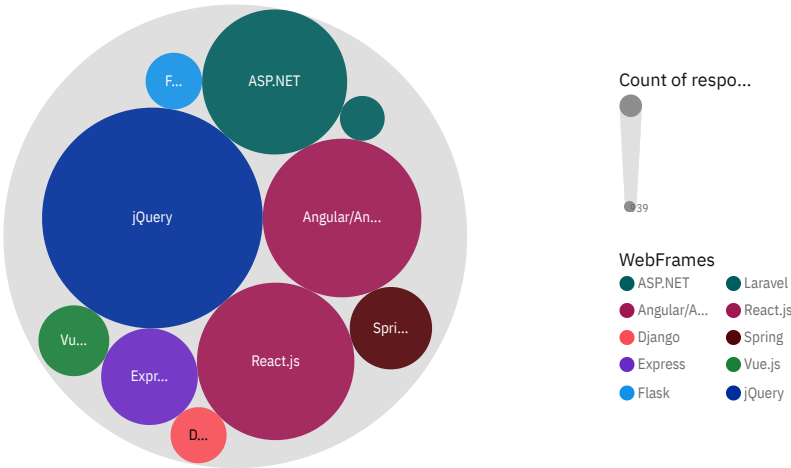 F...
ASP.NET
jQuery
Angular/An...
Vu...
Expr...
React.js
Spri...
D...
Count of respo...
939
WebFrames
ASP.NET
Laravel
Angular/A...
React.js
Django
Spring
Express
Vue.js
Flask
jQuery